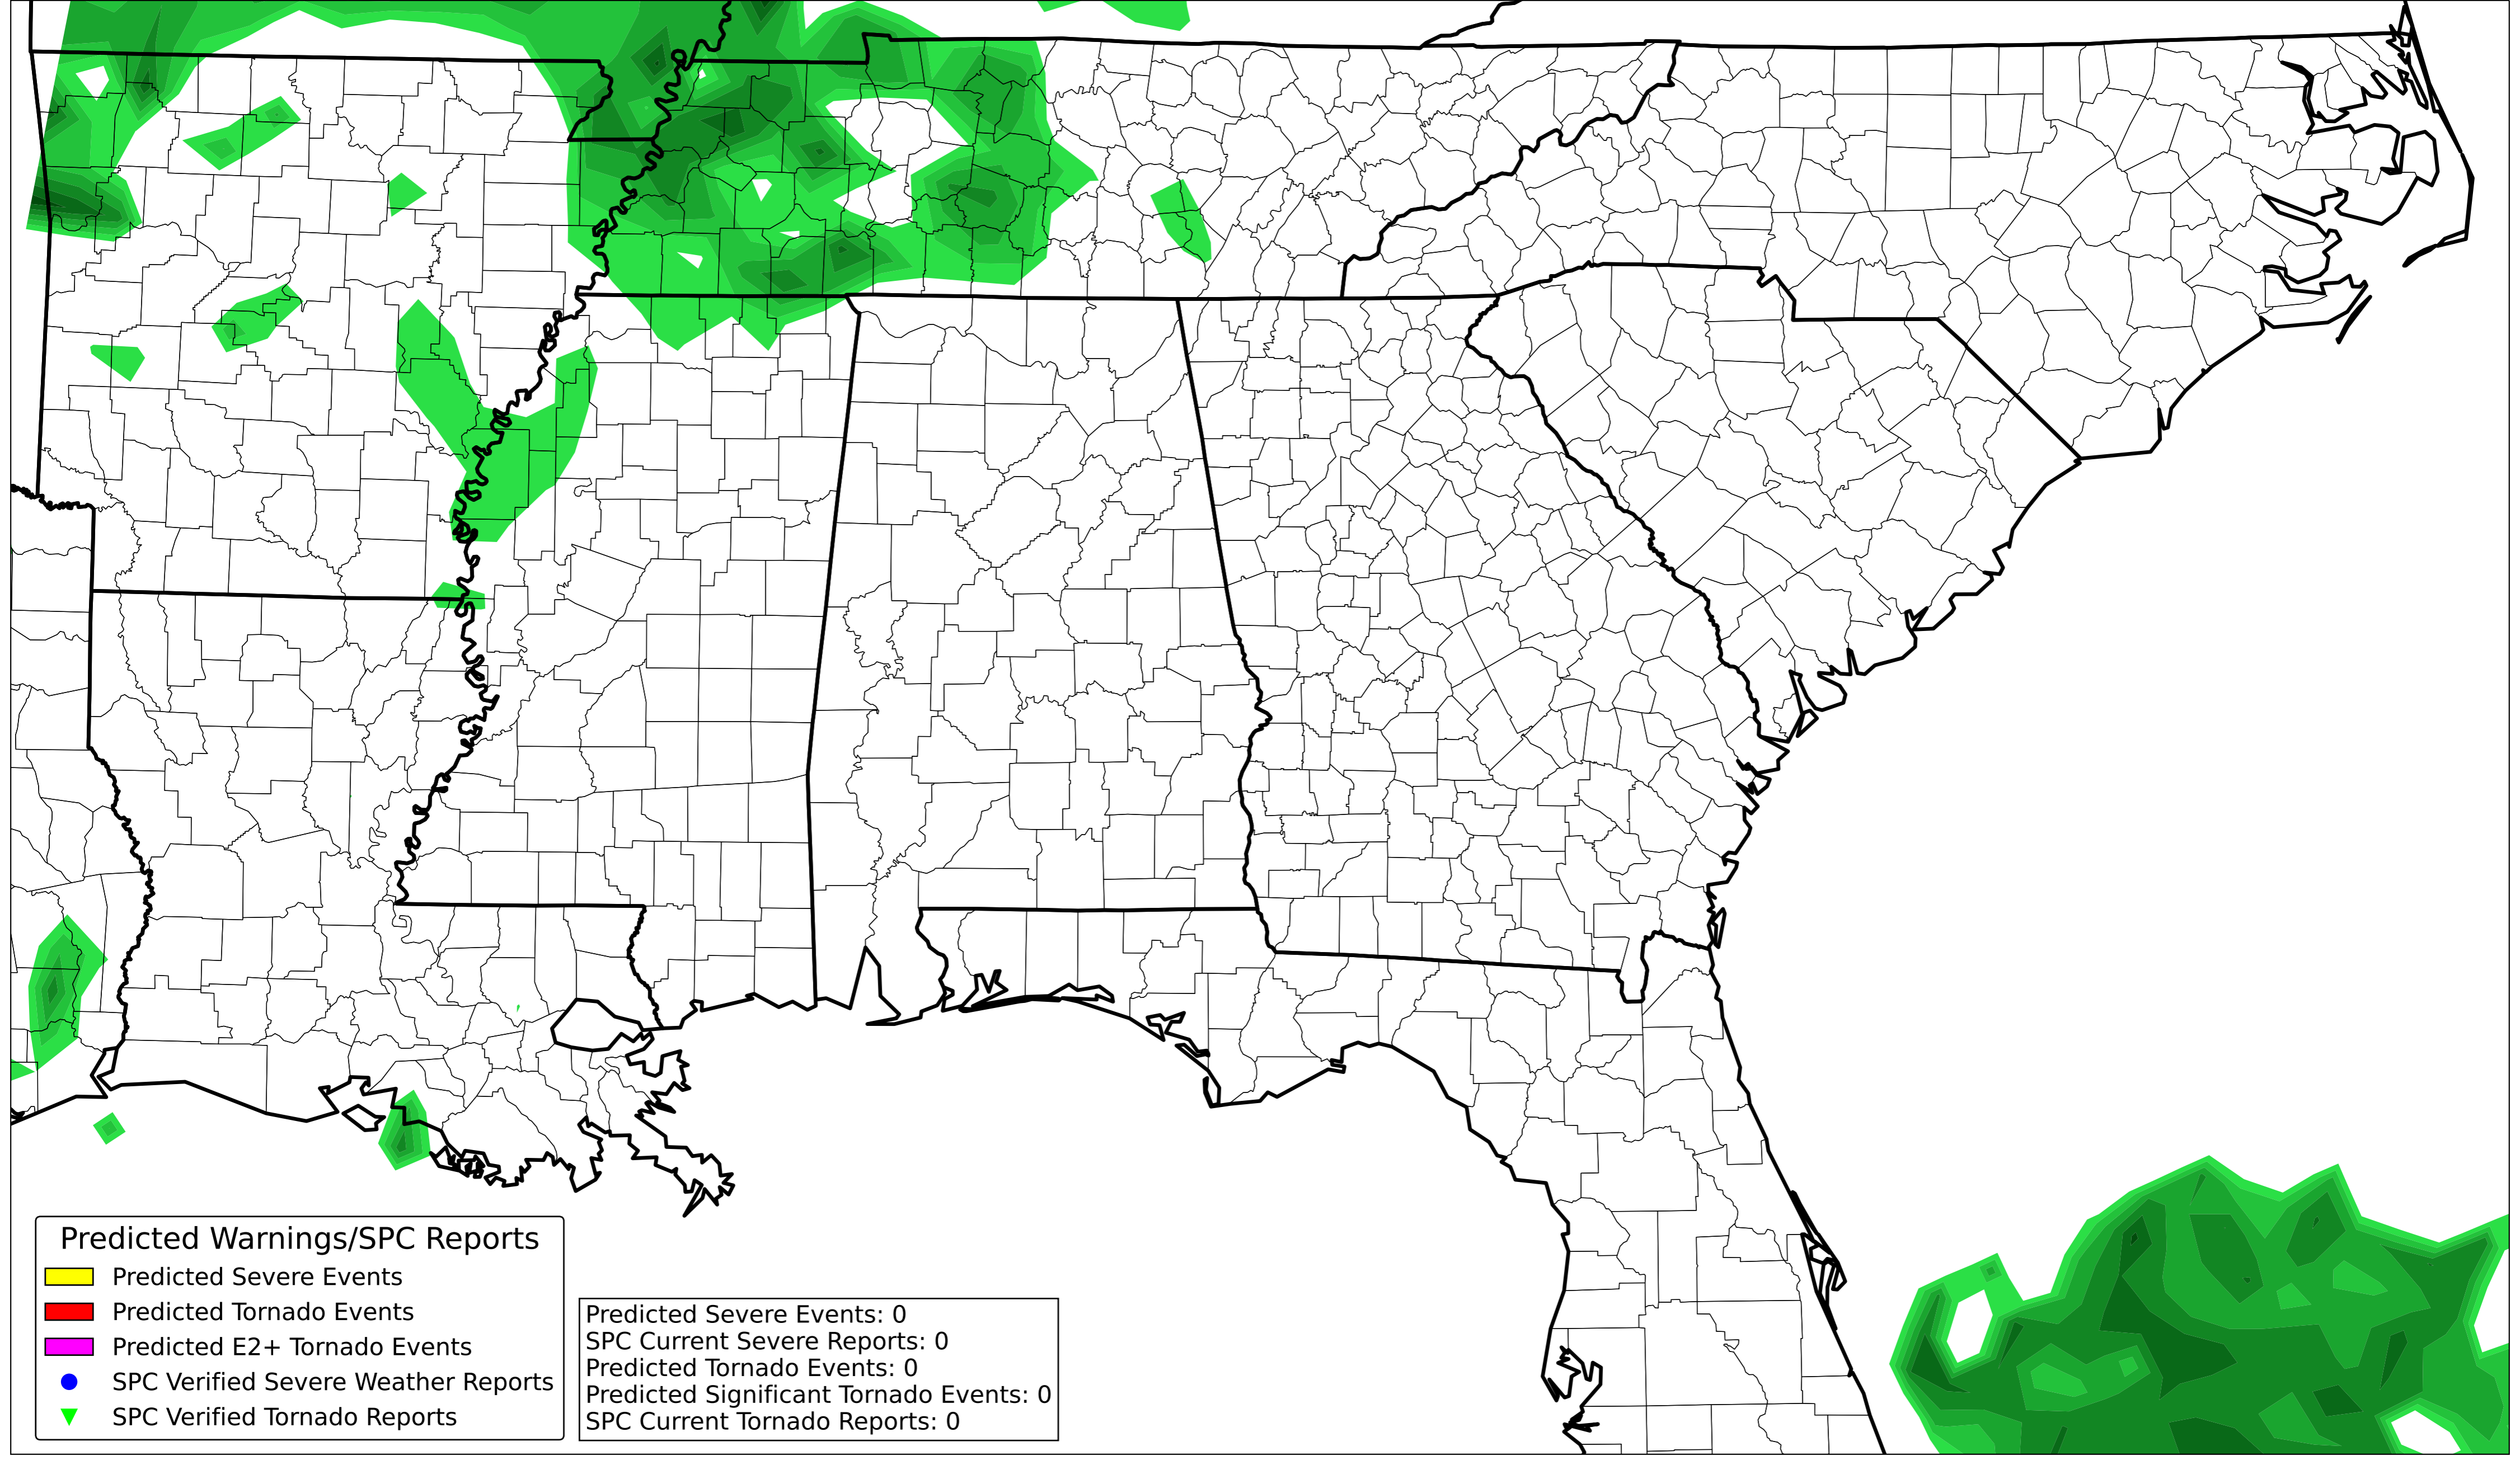 Predicted Warnings/SPC Reports
Predicted Severe Events
Predicted Tornado Events
Predicted E2+ Tornado Events
SPC Verified Severe Weather Reports
SPC Verified Tornado Reports
Predicted Severe Events: 0
SPC Current Severe Reports: 0
Predicted Tornado Events: 0
Predicted Significant Tornado Events: 0
SPC Current Tornado Reports: 0